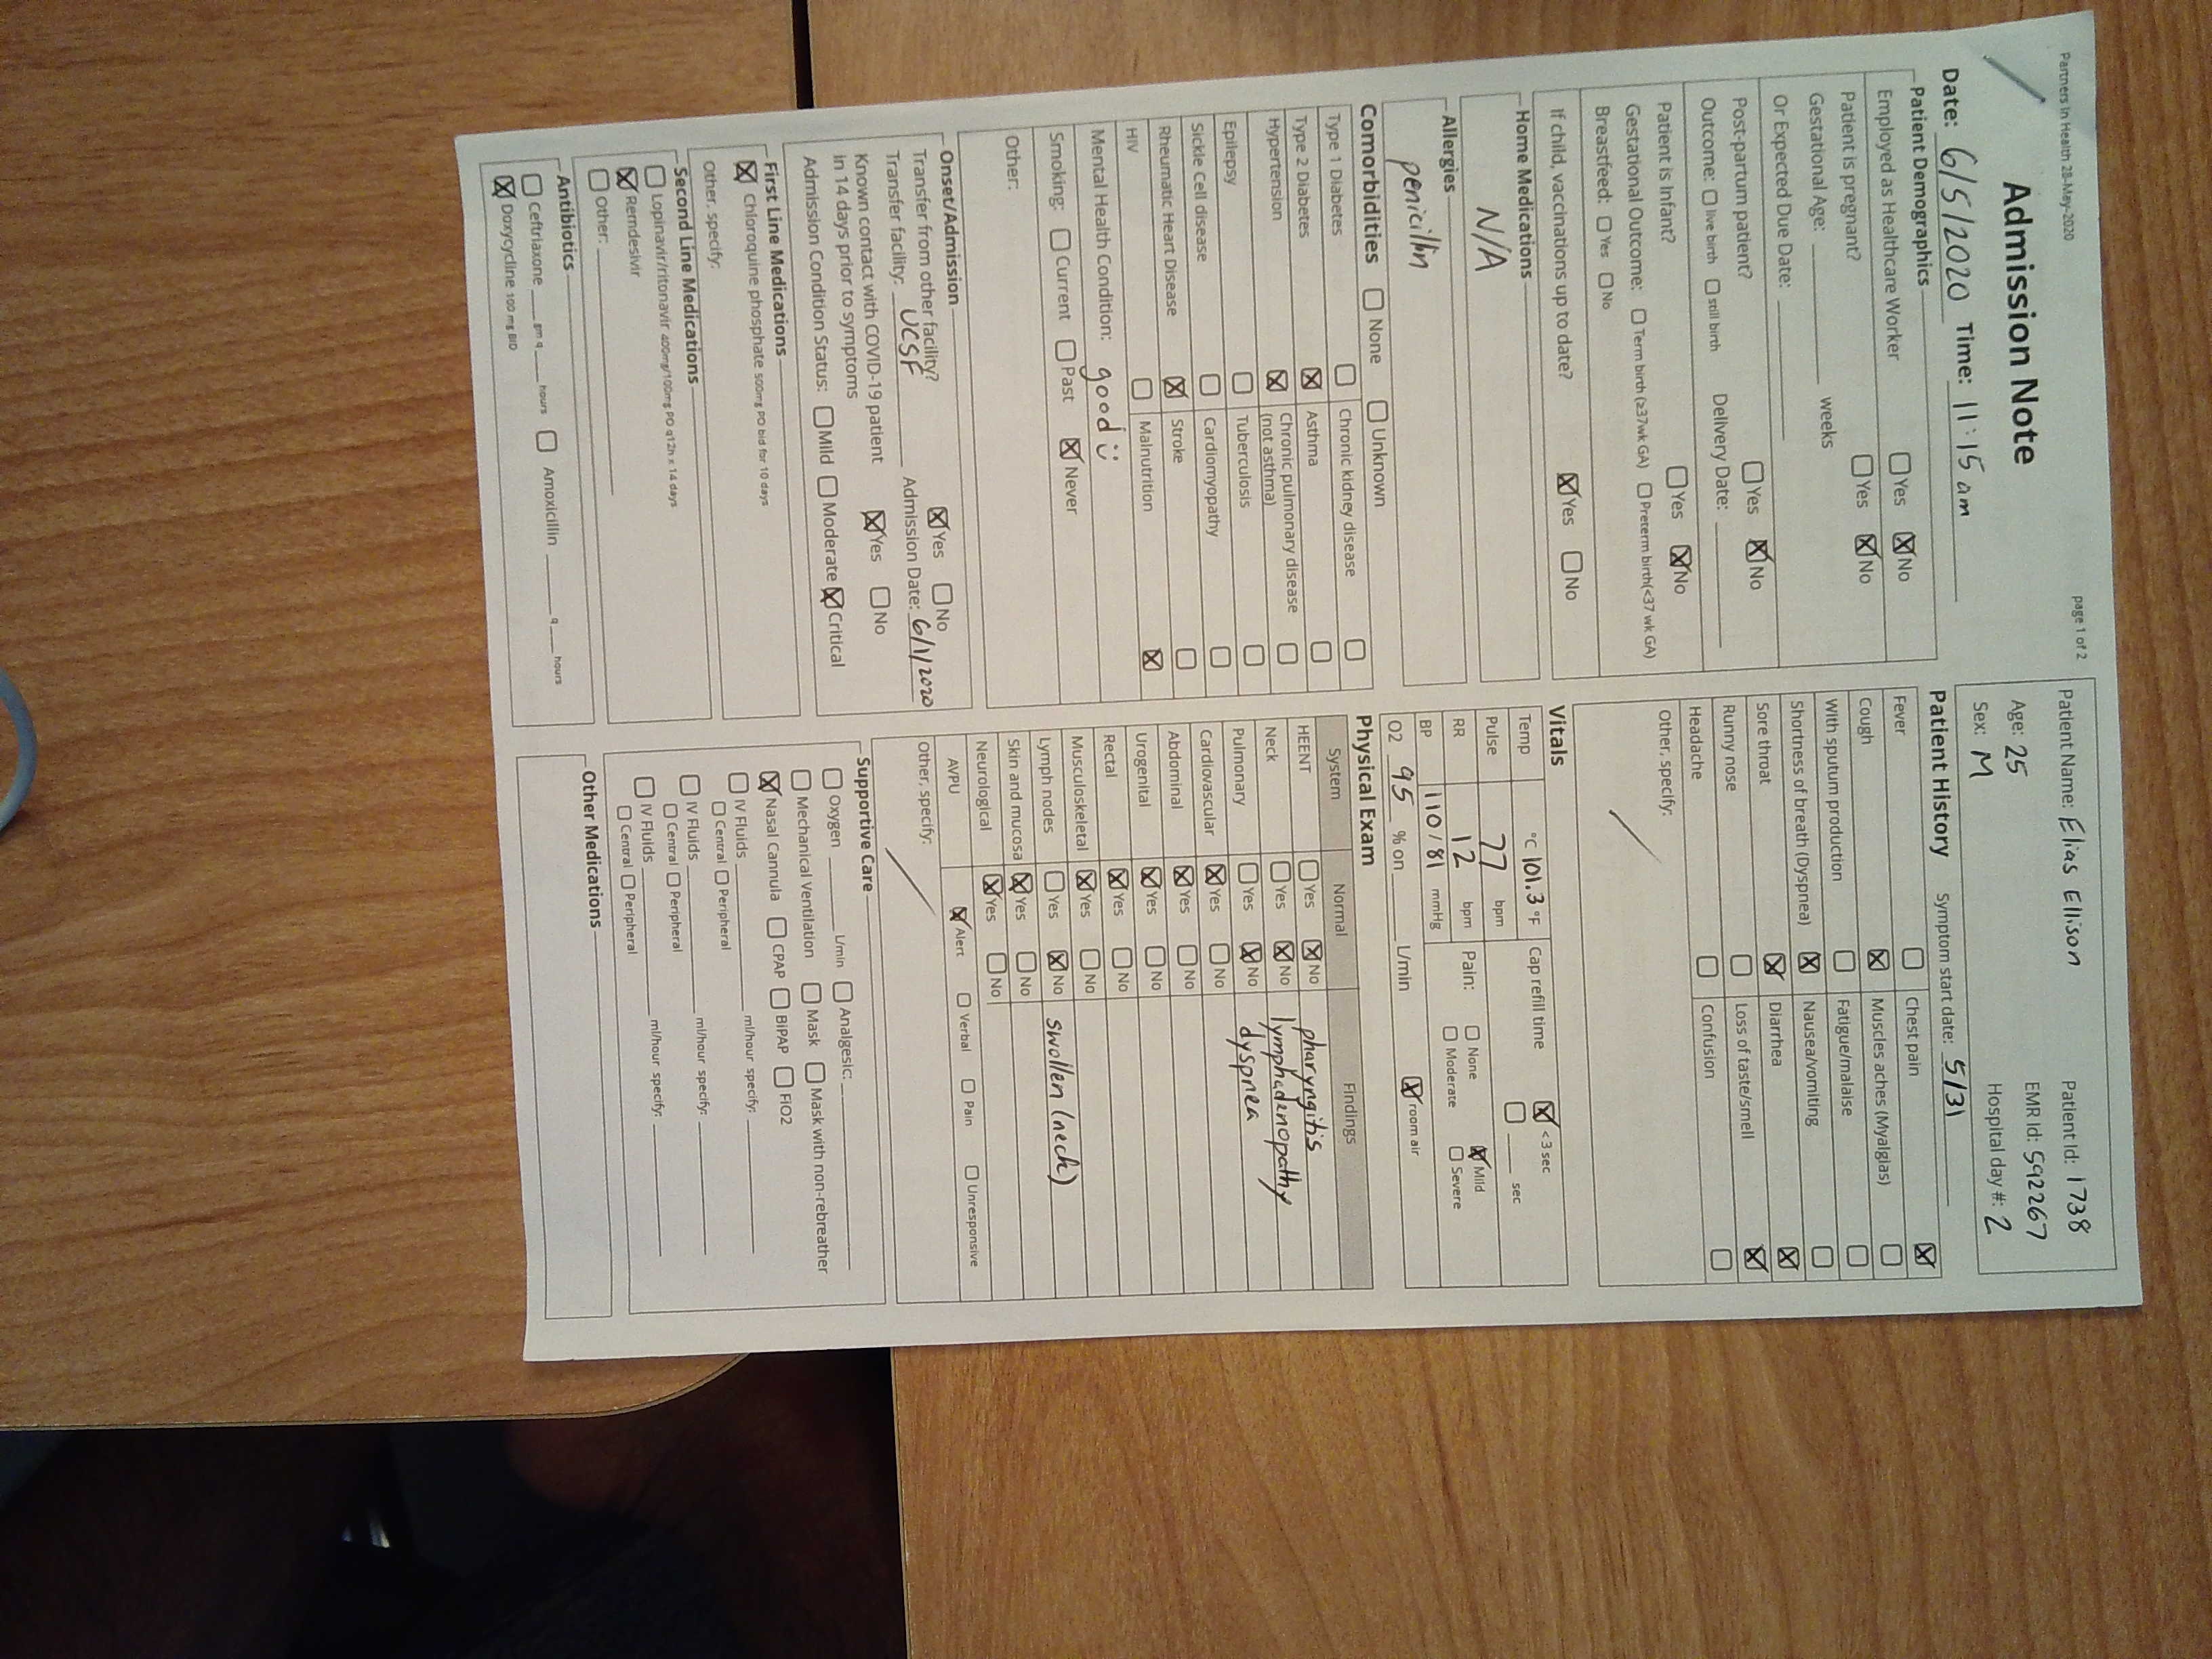 Partners In Health 28-May-2020
page 1 of 2
Admission Note
Date: 6/5/2020 Time: 11:15 am
Patient Name: Elias Ellison Patient Id: 1738
Age: 25 EMR Id: 592267
Sex: M Hospital day #: 2
Patient Demographics
Employed as Healthcare Worker ☐ Yes ☒ No
Patient is pregnant? ☐ Yes ☒ No
Gestational Age: ______ weeks
Or Expected Due Date: ______
Post-partum patient? ☐ Yes ☒ No
Outcome: ☐ live birth ☐ still birth Delivery Date: ______
Patient is Infant? ☐ Yes ☒ No
Gestational Outcome: ☐ Term birth (≥37wk GA) ☐ Preterm birth(<37 wk GA)
Breastfeed: ☐ Yes ☐ No
If child, vaccinations up to date? ☒ Yes ☐ No
Home Medications
N/A
Allergies
penicillin
Comorbidities ☐ None ☐ Unknown
Type 1 Diabetes ☐ Chronic kidney disease ☐
Type 2 Diabetes ☒ Asthma ☐
Hypertension ☒ Chronic pulmonary disease (not asthma) ☐
Epilepsy ☐ Tuberculosis ☐
Sickle Cell disease ☐ Cardiomyopathy ☐
Rheumatic Heart Disease ☒ Stroke ☐
HIV ☐ Malnutrition ☒
Mental Health Condition: good
Smoking: ☐ Current ☐ Past ☒ Never
Other:
Onset/Admission
Transfer from other facility? ☒ Yes ☐ No
Transfer facility: UCSF Admission Date: 6/1/2020
Known contact with COVID-19 patient
in 14 days prior to symptoms ☒ Yes ☐ No
Admission Condition Status: ☐ Mild ☐ Moderate ☒ Critical
First Line Medications
☒ Chloroquine phosphate 500mg PO bid for 10 days
Other, specify:
Second Line Medications
☐ Lopinavir/ritonavir 400mg/100mg PO q12h x 14 days
☒ Remdesivir
☐ Other: ______
Antibiotics
☐ Ceftriaxone ___ gm q ___ hours ☐ Amoxicillin ______ q ___ hours
☒ Doxycycline 100 mg BID
Patient History Symptom start date: 5/31
Fever ☐ Chest pain ☒
Cough ☒ Muscles aches (Myalgias) ☐
With sputum production ☐ Fatigue/malaise ☐
Shortness of breath (Dyspnea) ☒ Nausea/vomiting ☐
Sore throat ☒ Diarrhea ☒
Runny nose ☐ Loss of taste/smell ☒
Headache ☐ Confusion ☐
Other, specify:
Vitals
Temp °C 101.3 °F Cap refill time ☒ <3 sec
☐ ___ sec
Pulse 77 bpm Pain: ☐ None ☒ Mild
RR 12 bpm ☐ Moderate ☐ Severe
BP 110/81 mmHg
O2 95 % on ______ L/min ☒ room air
Physical Exam
System Normal Findings
HEENT ☐ Yes ☒ No pharyngitis
Neck ☐ Yes ☒ No lymphadenopathy
Pulmonary ☐ Yes ☒ No dyspnea
Cardiovascular ☒ Yes ☐ No
Abdominal ☒ Yes ☐ No
Urogenital ☒ Yes ☐ No
Rectal ☒ Yes ☐ No
Musculoskeletal ☒ Yes ☐ No
Lymph nodes ☐ Yes ☒ No swollen (neck)
Skin and mucosa ☒ Yes ☐ No
Neurological ☒ Yes ☐ No
AVPU ☒ Alert ☐ Verbal ☐ Pain ☐ Unresponsive
Other, specify:
Supportive Care
☐ Oxygen ______ L/min ☐ Analgesic: ______
☐ Mechanical Ventilation ☐ Mask ☐ Mask with non-rebreather
☒ Nasal Cannula ☐ CPAP ☐ BiPAP ☐ FiO2
☐ IV Fluids ______ ml/hour specify: ______
☐ Central ☐ Peripheral
☐ IV Fluids ______ ml/hour specify: ______
☐ Central ☐ Peripheral
☐ IV Fluids ______ ml/hour specify: ______
☐ Central ☐ Peripheral
Other Medications